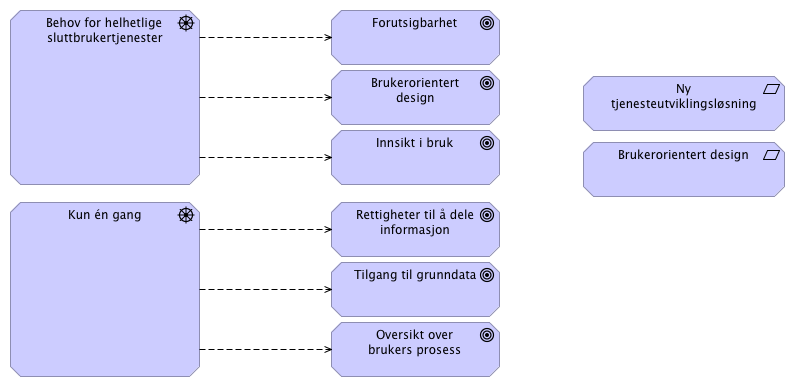 Behov for helhetlige
sluttbrukertjenester
Forutsigbarhet
Brukerorientert
design
Innsikt i bruk
Ny
tjenesteutviklingsløsning
Brukerorientert design
Kun én gang
Rettigheter til å dele
informasjon
Tilgang til grunndata
Oversikt over
brukers prosess